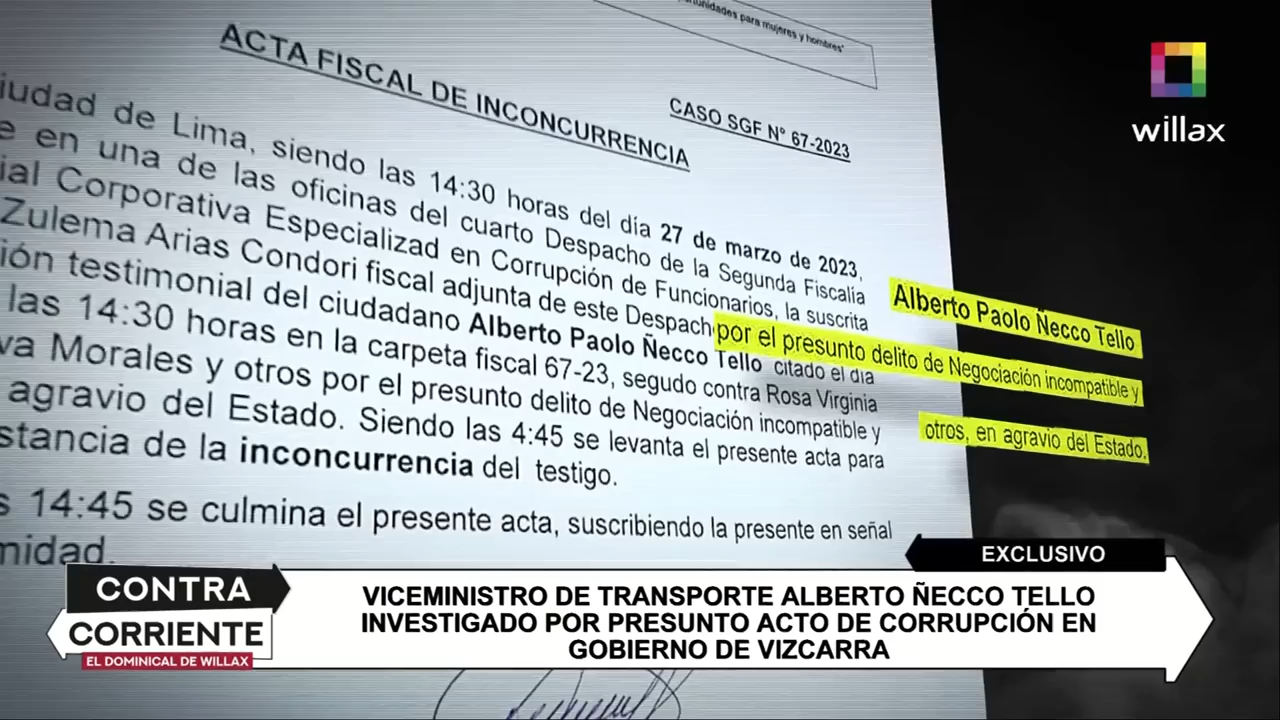 ortunidades para mujeres y hombres"
ACTA FISCAL DE INCONCURRENCIA
CASO SGF N° 67-2023
iudad de Lima, siendo las 14:30 horas del día 27 de marzo de 2023,
e en una de las oficinas del cuarto Despacho de la Segunda Fiscalía
ial Corporativa Especializad en Corrupción de Funcionarios, la suscrita
Zulema Arias Condori fiscal adjunta de este Despach
ión testimonial del ciudadano Alberto Paolo Ñecco Tello citado el día
las 14:30 horas en la carpeta fiscal 67-23, segudo contra Rosa Virginia
va Morales y otros por el presunto delito de Negociación incompatible y
agravio del Estado. Siendo las 4:45 se levanta el presente acta para
stancia de la inconcurrencia del testigo.
s 14:45 se culmina el presente acta, suscribiendo la presente en señal
midad.
Alberto Paolo Ñecco Tello
por el presunto delito de Negociación incompatible y
otros, en agravio del Estado.
willax
EXCLUSIVO
CONTRA
CORRIENTE
EL DOMINICAL DE WILLAX
VICEMINISTRO DE TRANSPORTE ALBERTO ÑECCO TELLO
INVESTIGADO POR PRESUNTO ACTO DE CORRUPCIÓN EN
GOBIERNO DE VIZCARRA